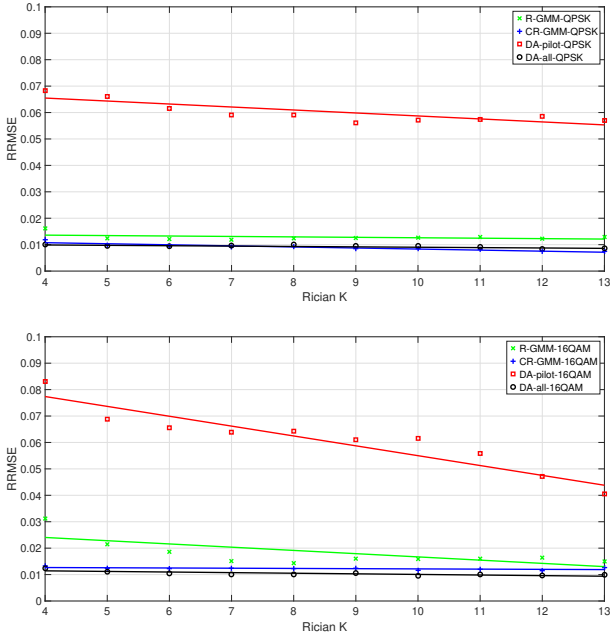 0.1
0.09
0.08
0.07
0.06
0.05
0.04
0.03
0.02
0.01
0
RRMSE
4 5 6 7 8 9 10 11 12 13
Rician K
R-GMM-QPSK
CR-GMM-QPSK
DA-pilot-QPSK
DA-all-QPSK
0.1
0.09
0.08
0.07
0.06
0.05
0.04
0.03
0.02
0.01
0
RRMSE
4 5 6 7 8 9 10 11 12 13
Rician K
R-GMM-16QAM
CR-GMM-16QAM
DA-pilot-16QAM
DA-all-16QAM